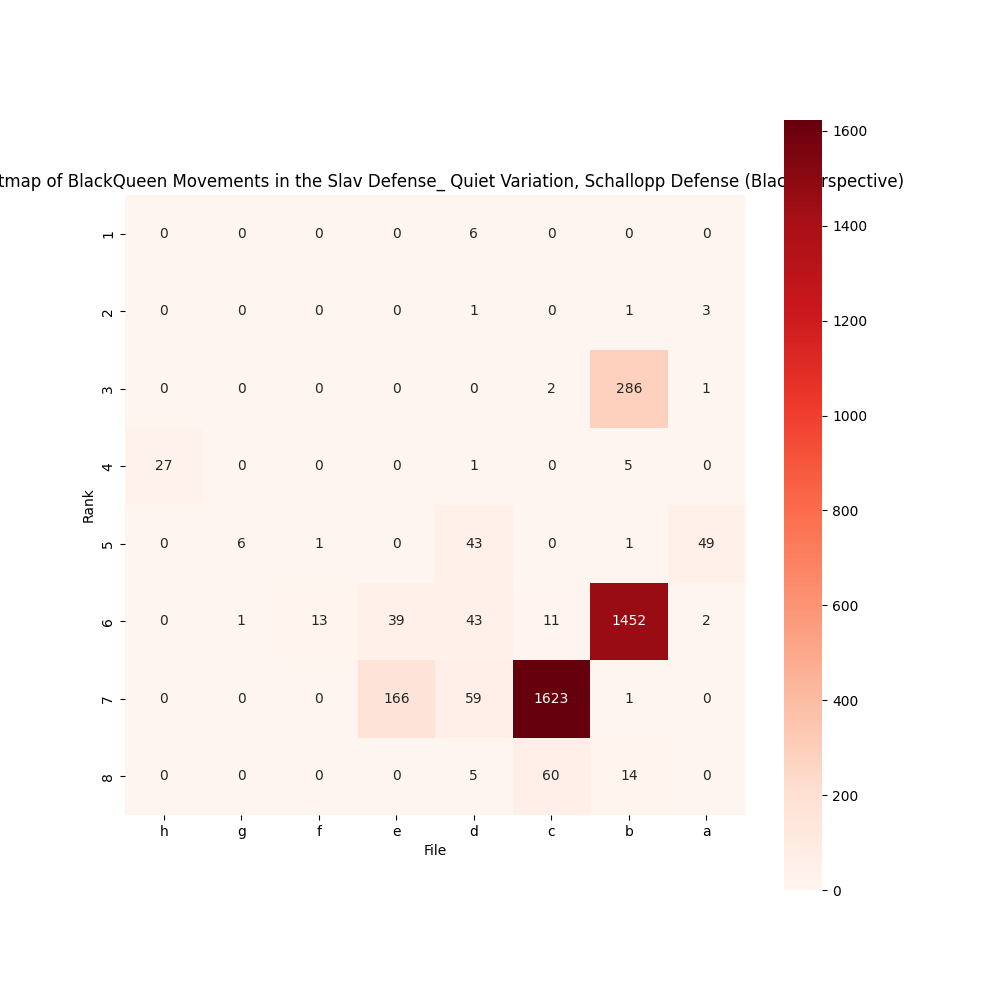 tmap of BlackQueen Movements in the Slav Defense_ Quiet Variation, Schallopp Defense (Blac rspective)
1600
1400
1200
1000
800
600
400
200
0
Rank
1 0 0 0 0 6 0 0 0
2 0 0 0 0 1 0 1 3
3 0 0 0 0 0 2 286 1
4 27 0 0 0 1 0 5 0
5 0 6 1 0 43 0 1 49
6 0 1 13 39 43 11 1452 2
7 0 0 0 166 59 1623 1 0
8 0 0 0 0 5 60 14 0
h g f e d c b a
File